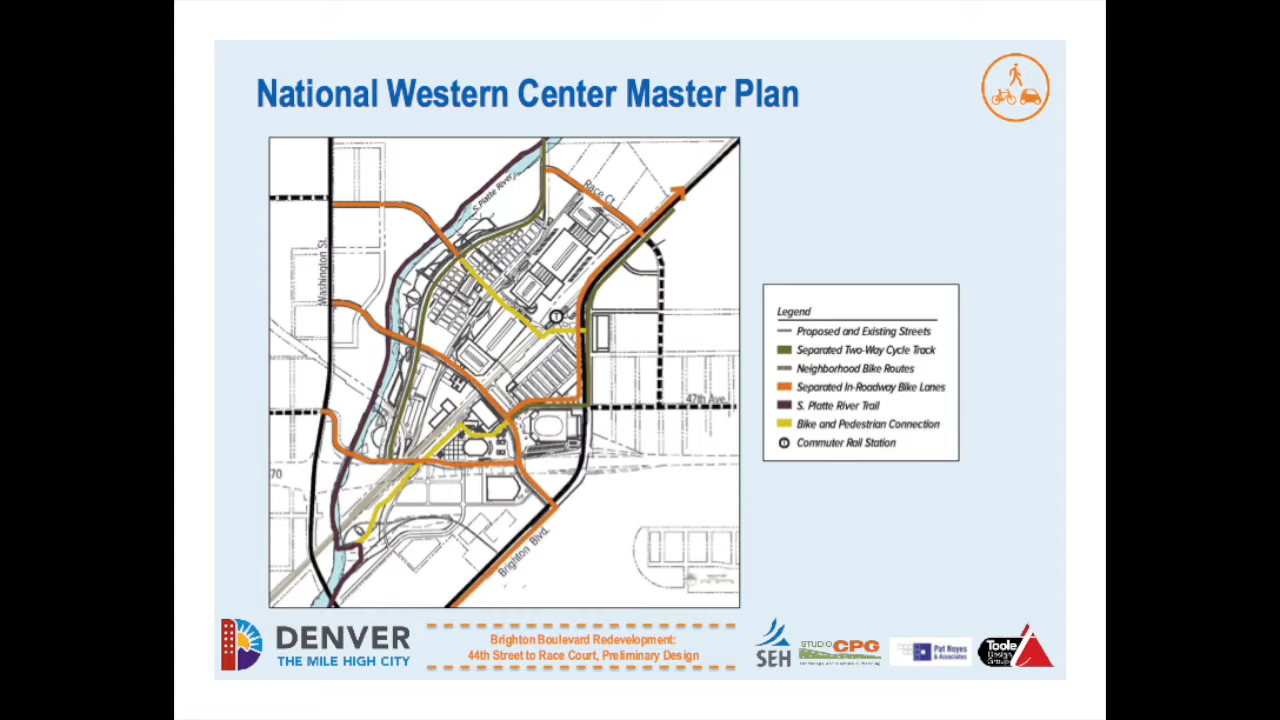 National Western Center Master Plan
S. Platte River
Race Ct.
Washington St.
47th Ave.
70
Brighton Blvd.
Legend
Proposed and Existing Streets
Separated Two-Way Cycle Track
Neighborhood Bike Routes
Separated In-Roadway Bike Lanes
S. Platte River Trail
Bike and Pedestrian Connection
Commuter Rail Station
DENVER
THE MILE HIGH CITY
Brighton Boulevard Redevelopment:
44th Street to Race Court, Preliminary Design
SEH
STUDIO CPG
Pat Noyes
& Associates
Toole
Design
Group